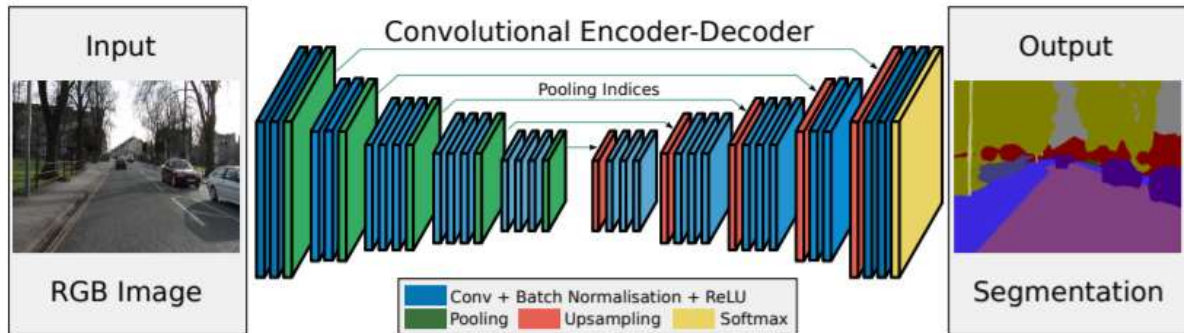 Input
RGB Image
Convolutional Encoder-Decoder
Pooling Indices
Conv + Batch Normalisation + ReLU
Pooling Upsampling Softmax
Output
Segmentation